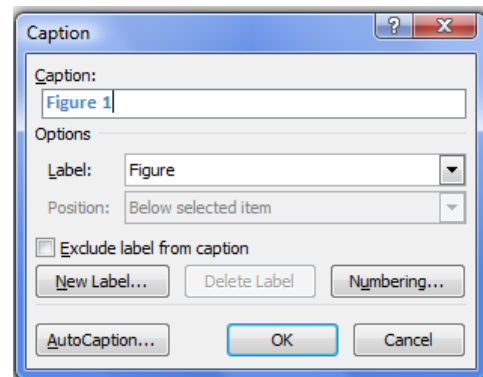 Caption
Caption:
Figure 1
Options
Label: Figure
Position: Below selected item
Exclude label from caption
New Label... Delete Label Numbering...
AutoCaption... OK Cancel